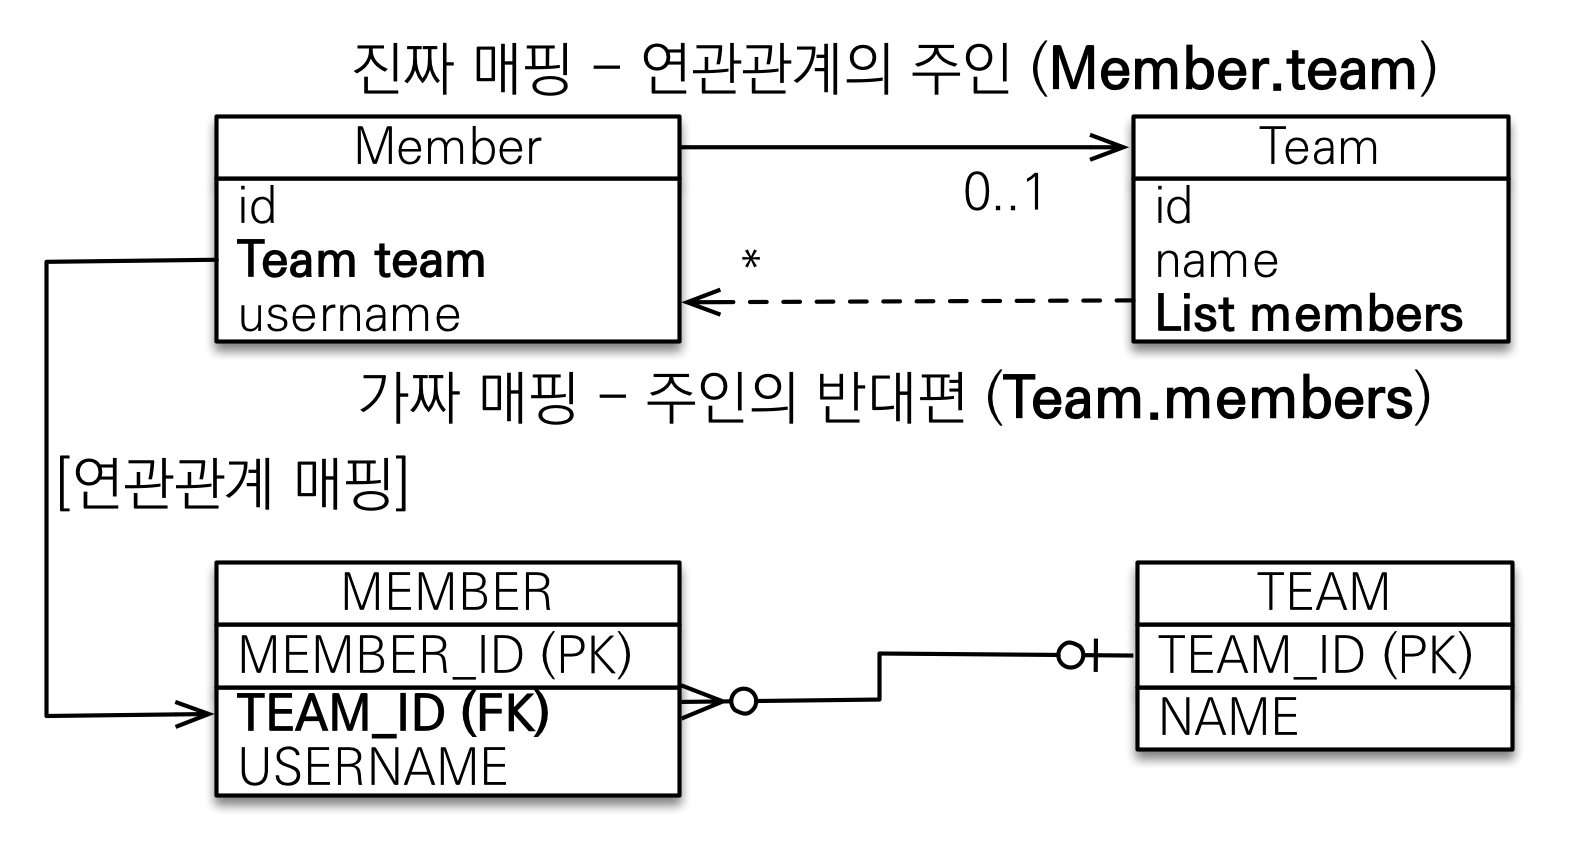 진짜 매핑 - 연관관계의 주인 (Member.team)
Member
id
Team team
username
0..1
*
Team
id
name
List members
가짜 매핑 - 주인의 반대편 (Team.members)
[연관관계 매핑]
MEMBER
MEMBER_ID (PK)
TEAM_ID (FK)
USERNAME
TEAM
TEAM_ID (PK)
NAME